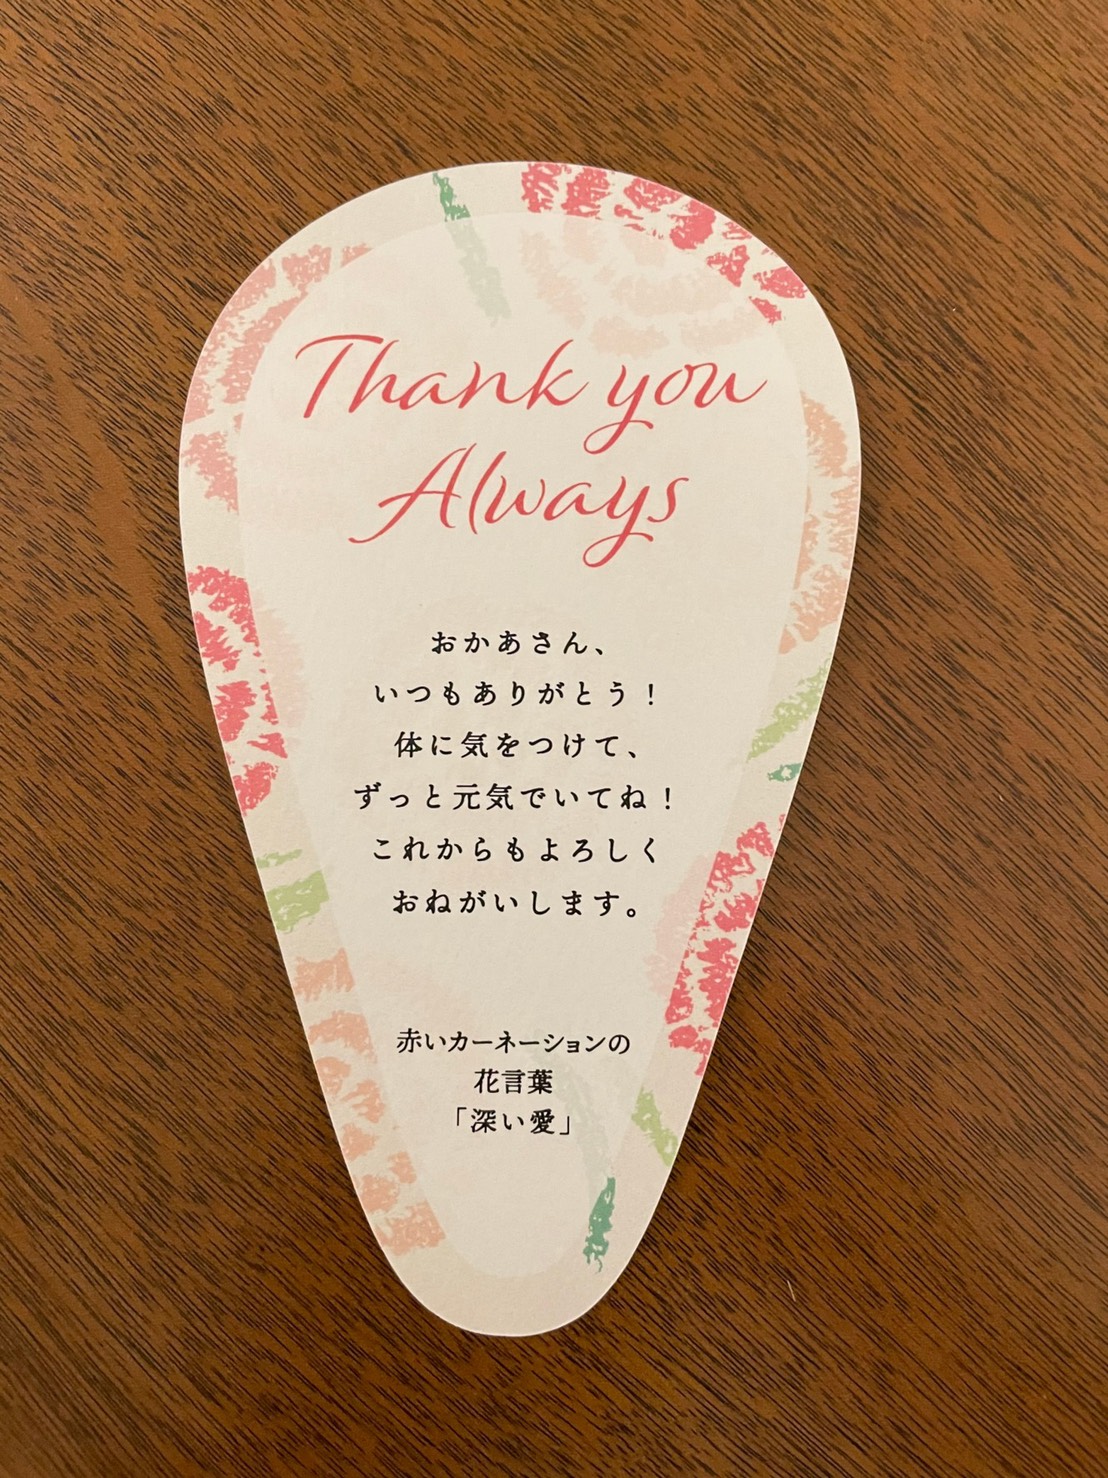 Thank you
Always
おかあさん、
いつもありがとう！
体に気をつけて、
ずっと元気でいてね！
これからもよろしく
おねがいします。
赤いカーネーションの
花言葉
「深い愛」